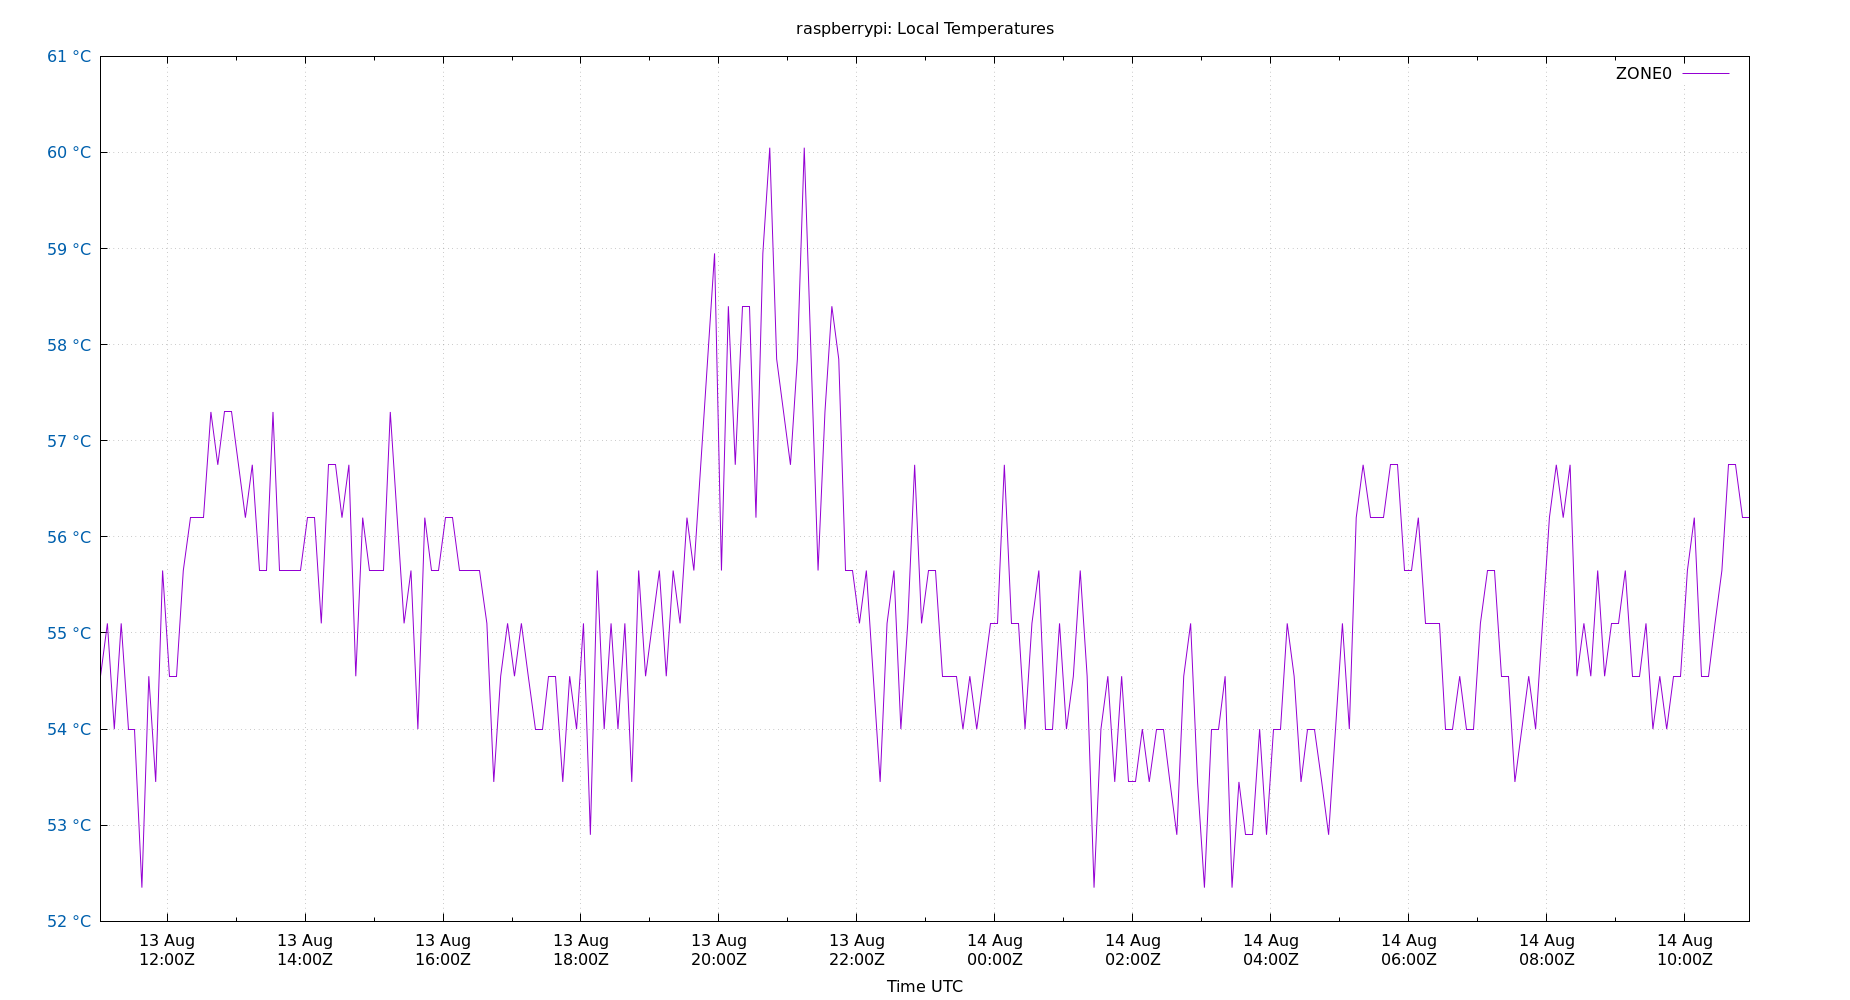 raspberrypi: Local Temperatures
61 °C
ZONE0
60 °C
59 °C
58 °C
57 °C
56 °C
55 °C
54 °C
53 °C
52 °C
13 Aug 13 Aug 13 Aug 13 Aug 13 Aug 13 Aug 14 Aug 14 Aug 14 Aug 14 Aug 14 Aug 14 Aug
12:00Z 14:00Z 16:00Z 18:00Z 20:00Z 22:00Z 00:00Z 02:00Z 04:00Z 06:00Z 08:00Z 10:00Z
Time UTC